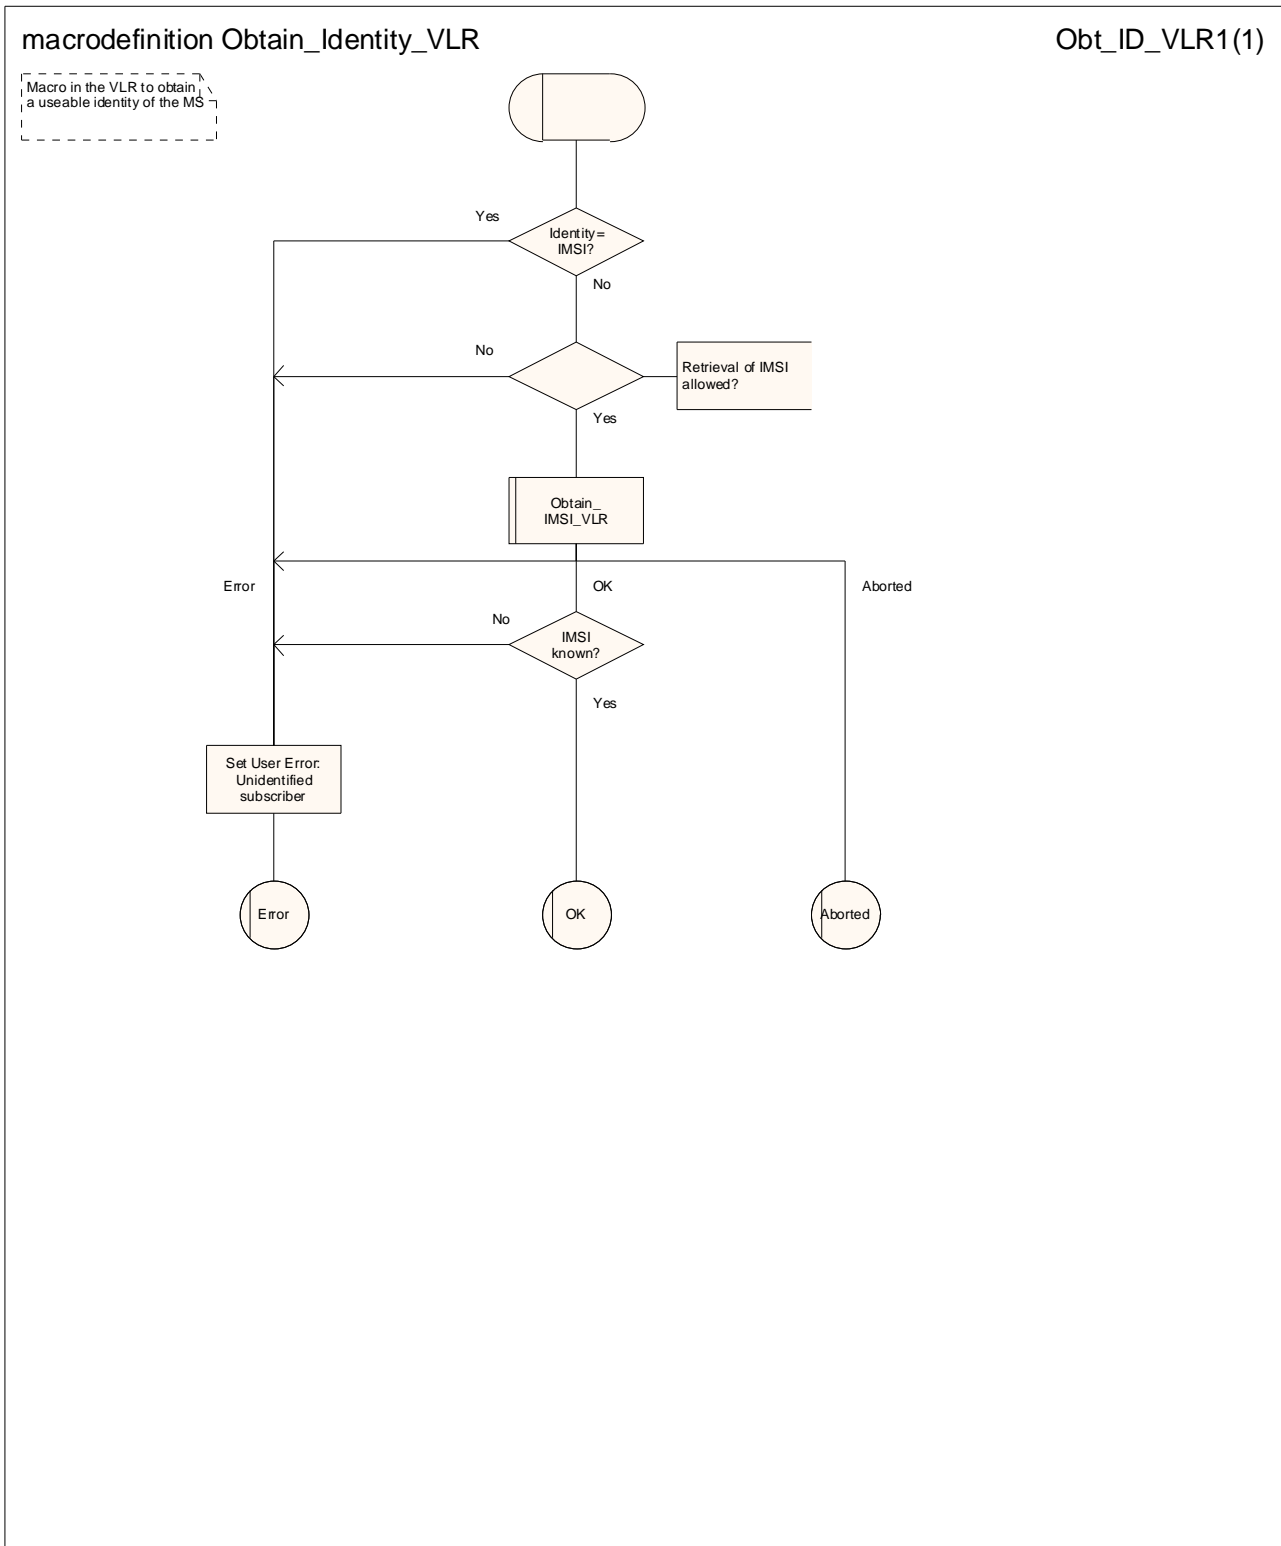 macrodefinition Obtain_Identity_VLR
Obt_ID_VLR1(1)
Macro in the VLR to obtain
a useable identity of the MS
Yes
Identity=
IMSI?
No
No
Retrieval of IMSI
allowed?
Yes
Obtain_
IMSI_VLR
Error
OK
Aborted
No
IMSI
known?
Yes
Set User Error:
Unidentified
subscriber
Error
OK
Aborted